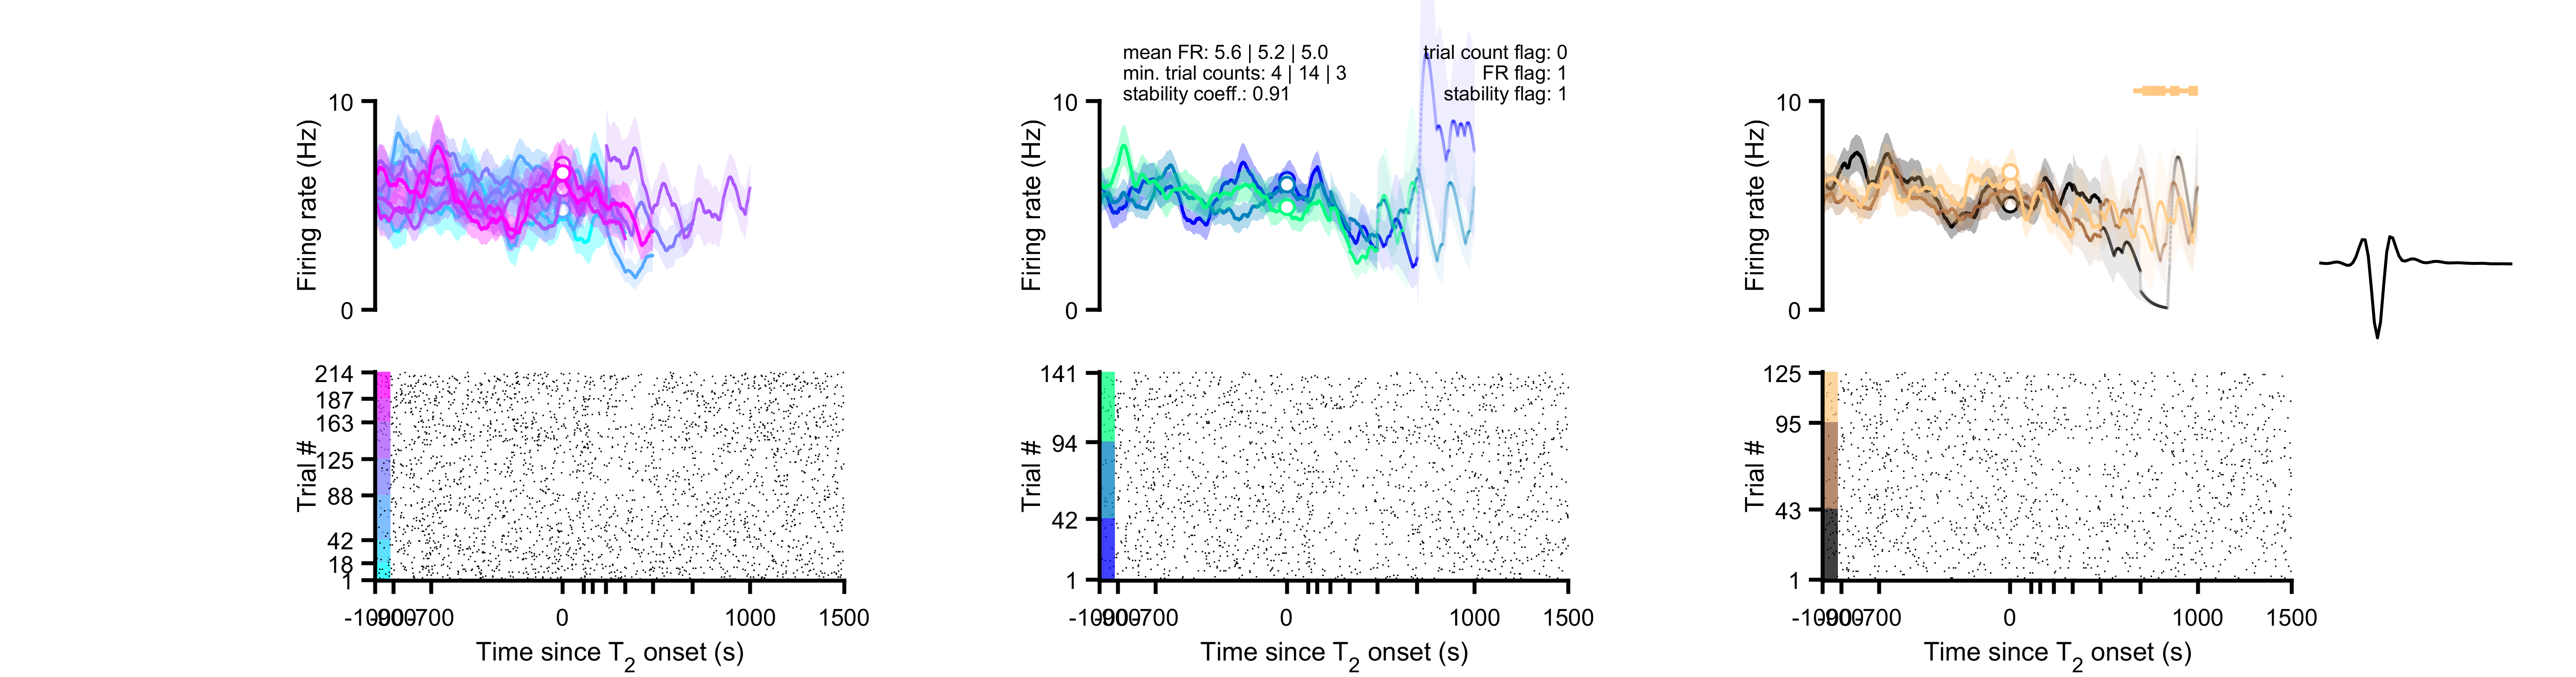 mean FR: 5.6 | 5.2 | 5.0
min. trial counts: 4 | 14 | 3
stability coeff.: 0.91
trial count flag: 0
FR flag: 1
stability flag: 1
Firing rate (Hz)
10
0
Firing rate (Hz)
10
0
Firing rate (Hz)
10
0
Trial #
214
187
163
125
88
42
18
1
Trial #
141
94
42
1
Trial #
125
95
43
1
-1000
-900
-700
0
1000
1500
Time since T2 onset (s)
-1000
-900
-700
0
1000
1500
Time since T2 onset (s)
-1000
-900
-700
0
1000
1500
Time since T2 onset (s)